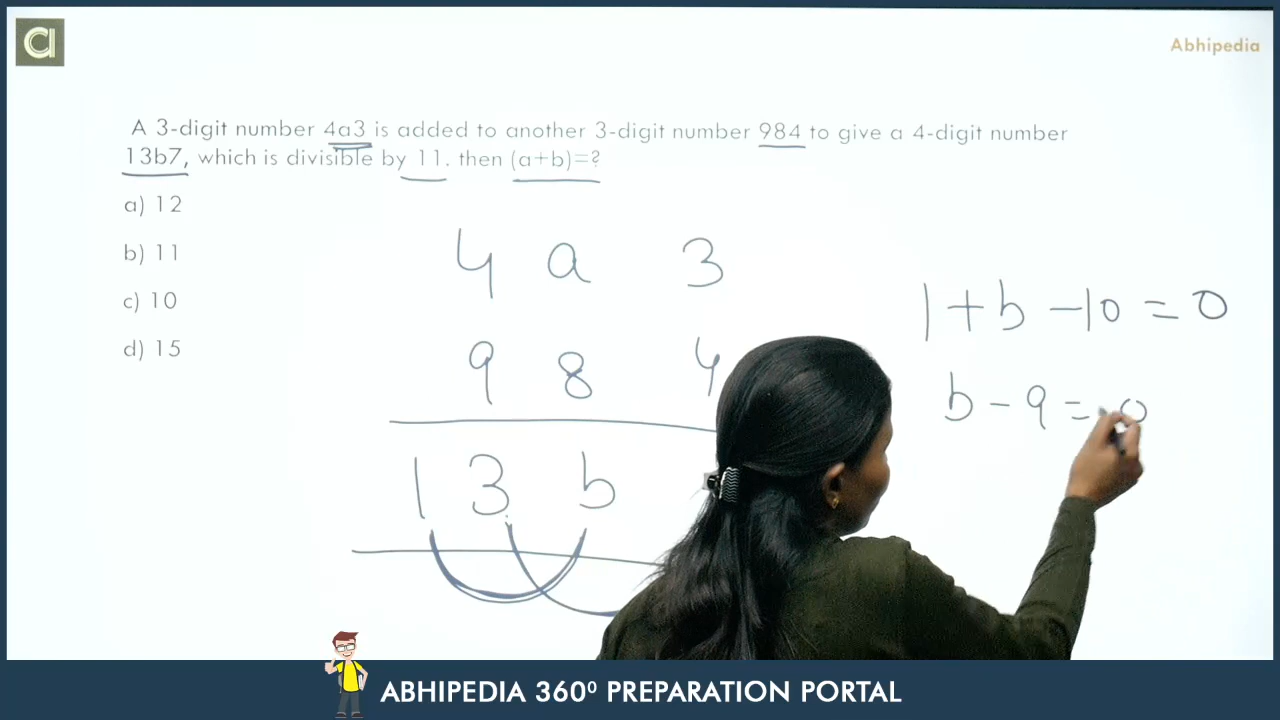 Abhipedia
A 3-digit number 4a3 is added to another 3-digit number 984 to give a 4-digit number
13b7, which is divisible by 11. then (a+b)=?
a) 12
b) 11
c) 10
d) 15
4 a 3
9 8 4
1 3 b
1 + b - 10 = 0
b - 9 = 0
ABHIPEDIA 360⁰ PREPARATION PORTAL